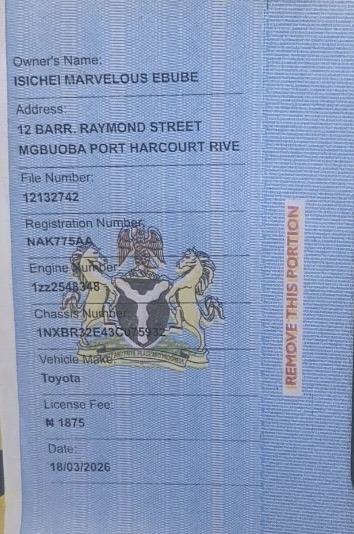 Owner's Name:
ISICHEI MARVELOUS EBUBE
Address:
12 BARR. RAYMOND STREET
MGBUOBA PORT HARCOURT RIVE
File Number:
12132742
Registration Number:
NAK775AA
Engine Number:
1zz2548348
Chassis Number:
1NXBR32E43C075932
Vehicle Make:
Toyota
License Fee:
₦ 1875
Date:
18/03/2026
REMOVE THIS PORTION